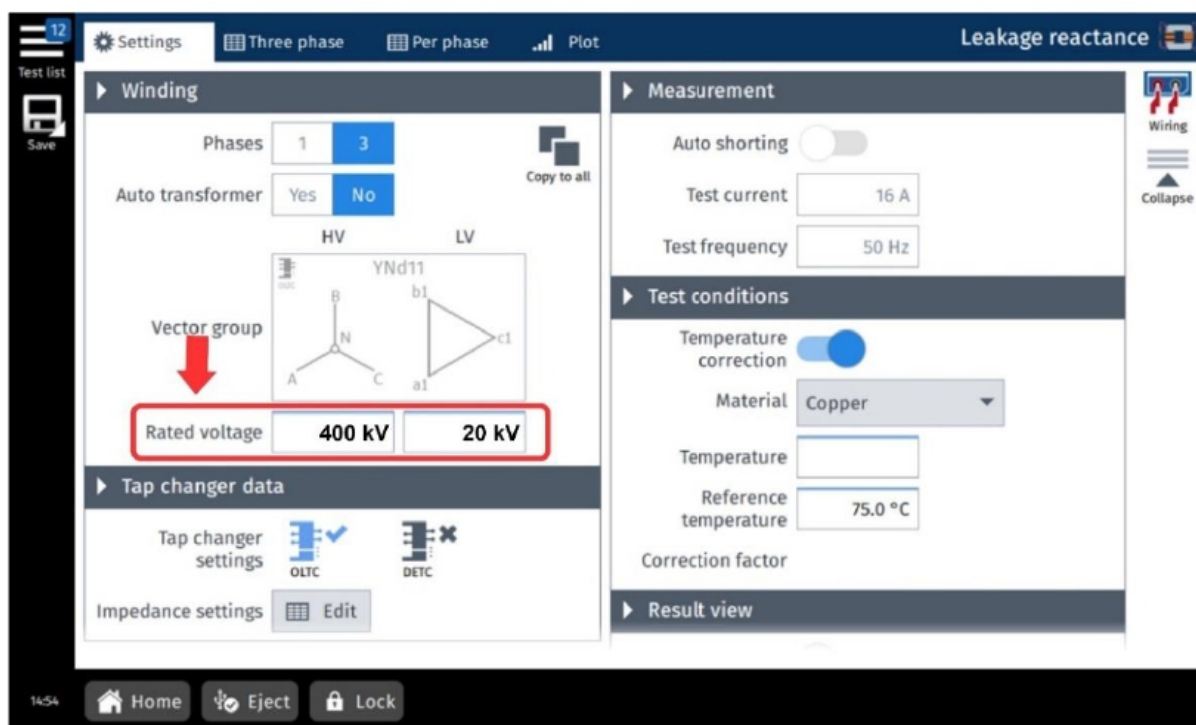 12
Test list
Save
Settings
Three phase
Per phase
Plot
Leakage reactance
Winding
Phases 1 3
Copy to all
Auto transformer Yes No
HV LV
YNd11
Vector group
B
N
A C
b1
c1
a1
Rated voltage 400 kV 20 kV
Tap changer data
Tap changer
settings
OLTC DETC
Impedance settings Edit
Measurement
Auto shorting
Test current 16 A
Test frequency 50 Hz
Test conditions
Temperature
correction
Material Copper
Temperature
Reference
temperature 75.0 °C
Correction factor
Result view
Wiring
Collapse
14:54
Home
Eject
Lock